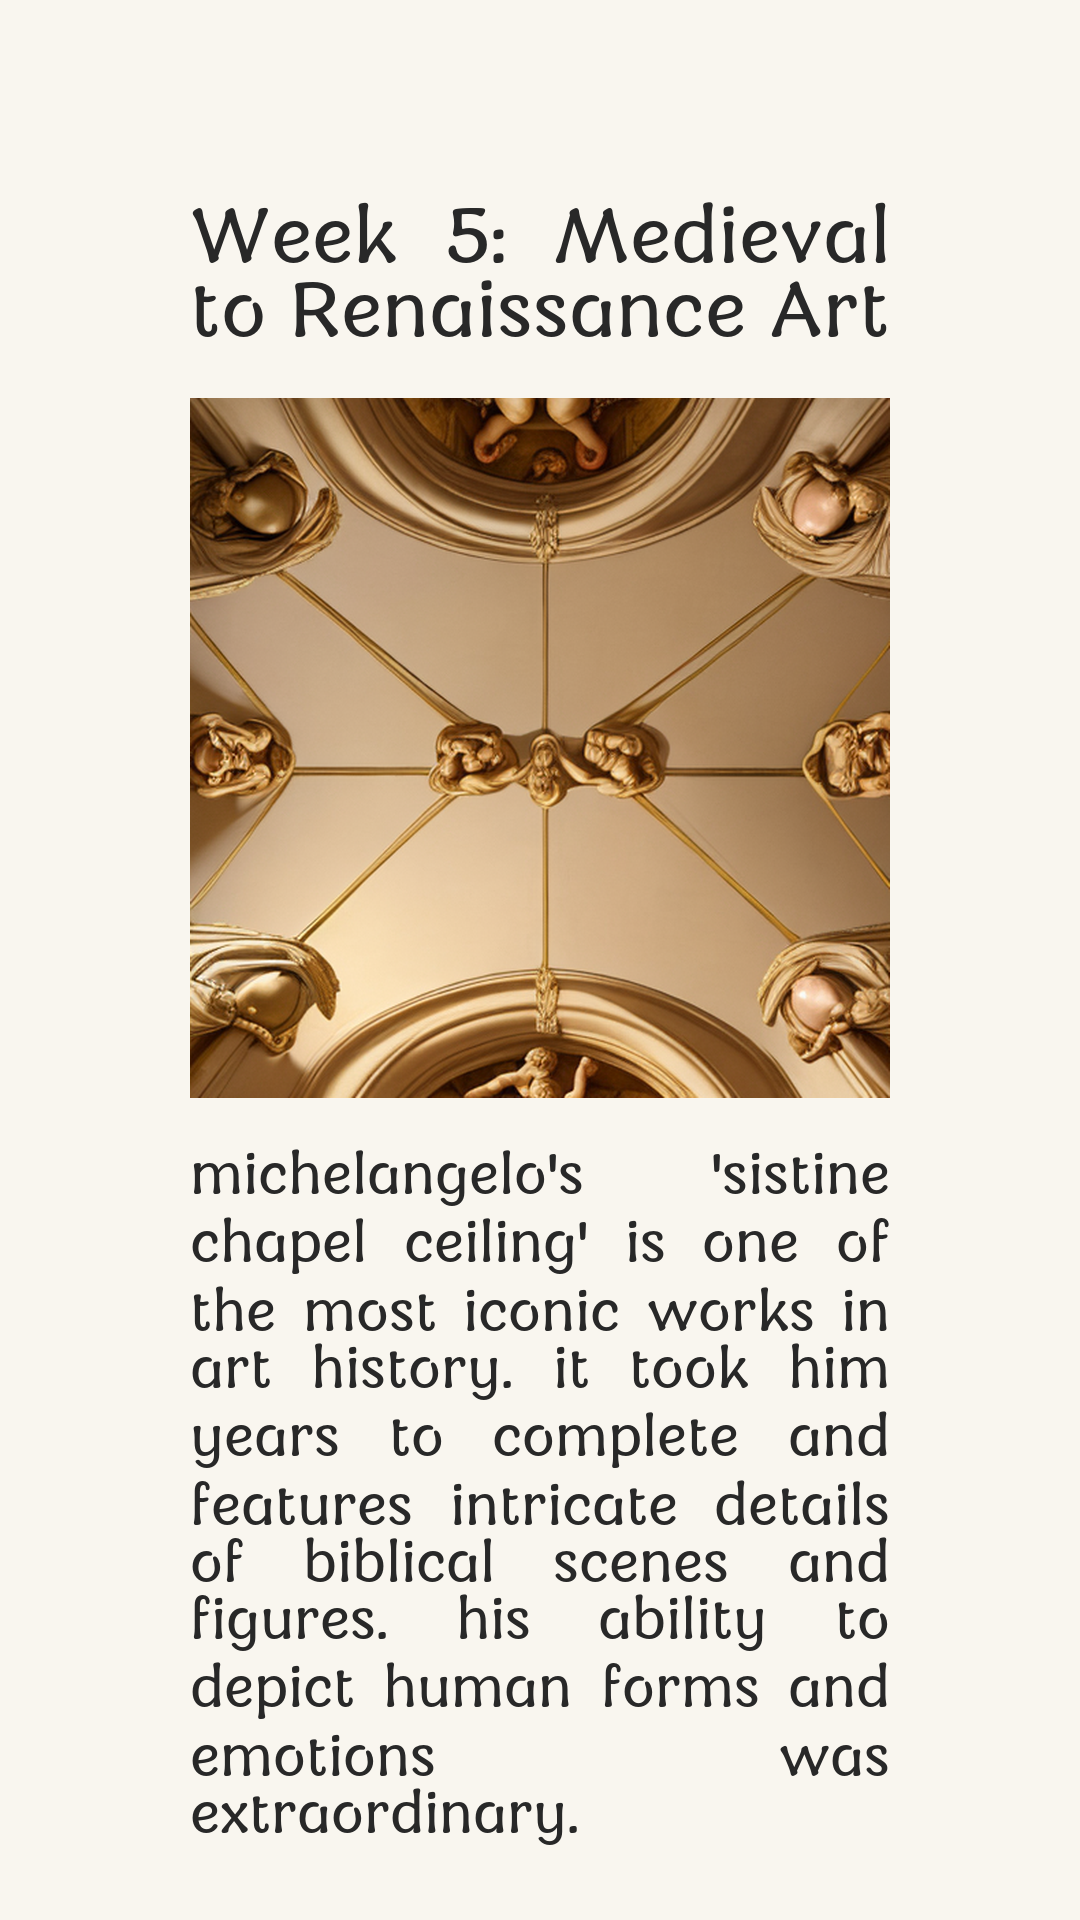 Week 5: Medieval
to Renaissance Art
michelangelo's 'sistine
chapel ceiling' is one of
the most iconic works in
art history. it took him
years to complete and
features intricate details
of biblical scenes and
figures. his ability to
depict human forms and
emotions was
extraordinary.